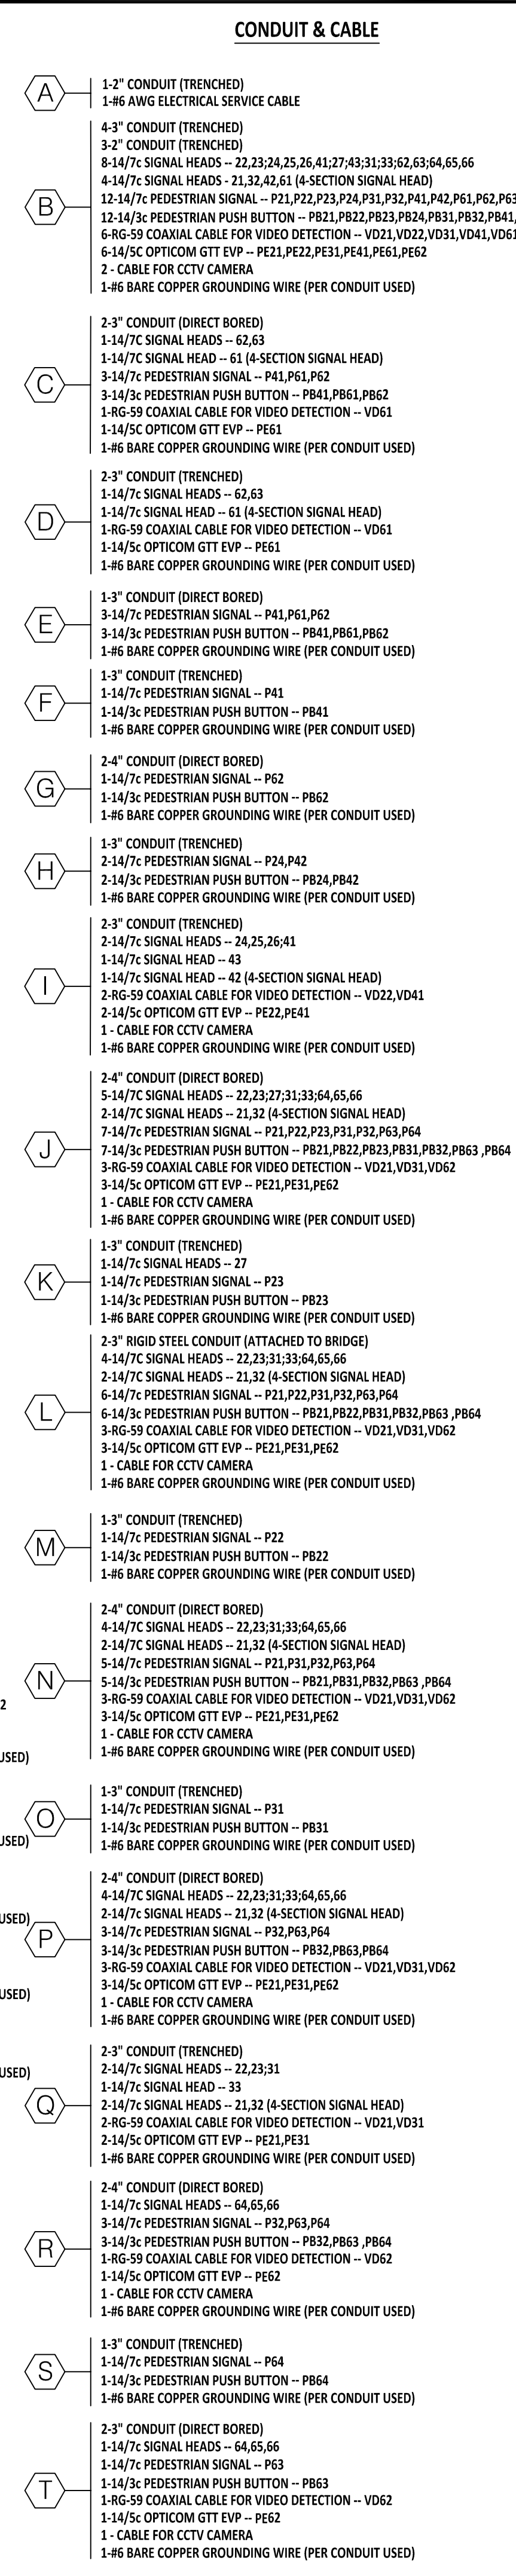 CONDUIT & CABLE
A
1-2" CONDUIT (TRENCHED)
1-#6 AWG ELECTRICAL SERVICE CABLE
B
4-3" CONDUIT (TRENCHED)
3-2" CONDUIT (TRENCHED)
8-14/7c SIGNAL HEADS -- 22,23;24,25,26,41;27;43;31;33;62,63;64,65,66
4-14/7c SIGNAL HEADS - 21,32,42,61 (4-SECTION SIGNAL HEAD)
12-14/7c PEDESTRIAN SIGNAL -- P21,P22,P23,P24,P31,P32,P41,P42,P61,P62,P63
12-14/3c PEDESTRIAN PUSH BUTTON -- PB21,PB22,PB23,PB24,PB31,PB32,PB41,
6-RG-59 COAXIAL CABLE FOR VIDEO DETECTION -- VD21,VD22,VD31,VD41,VD61
6-14/5C OPTICOM GTT EVP -- PE21,PE22,PE31,PE41,PE61,PE62
2 - CABLE FOR CCTV CAMERA
1-#6 BARE COPPER GROUNDING WIRE (PER CONDUIT USED)
C
2-3" CONDUIT (DIRECT BORED)
1-14/7C SIGNAL HEADS -- 62,63
1-14/7C SIGNAL HEAD -- 61 (4-SECTION SIGNAL HEAD)
3-14/7c PEDESTRIAN SIGNAL -- P41,P61,P62
3-14/3c PEDESTRIAN PUSH BUTTON -- PB41,PB61,PB62
1-RG-59 COAXIAL CABLE FOR VIDEO DETECTION -- VD61
1-14/5C OPTICOM GTT EVP -- PE61
1-#6 BARE COPPER GROUNDING WIRE (PER CONDUIT USED)
D
2-3" CONDUIT (TRENCHED)
1-14/7c SIGNAL HEADS -- 62,63
1-14/7c SIGNAL HEAD -- 61 (4-SECTION SIGNAL HEAD)
1-RG-59 COAXIAL CABLE FOR VIDEO DETECTION -- VD61
1-14/5c OPTICOM GTT EVP -- PE61
1-#6 BARE COPPER GROUNDING WIRE (PER CONDUIT USED)
E
1-3" CONDUIT (DIRECT BORED)
3-14/7c PEDESTRIAN SIGNAL -- P41,P61,P62
3-14/3c PEDESTRIAN PUSH BUTTON -- PB41,PB61,PB62
1-#6 BARE COPPER GROUNDING WIRE (PER CONDUIT USED)
F
1-3" CONDUIT (TRENCHED)
1-14/7c PEDESTRIAN SIGNAL -- P41
1-14/3c PEDESTRIAN PUSH BUTTON -- PB41
1-#6 BARE COPPER GROUNDING WIRE (PER CONDUIT USED)
G
2-4" CONDUIT (DIRECT BORED)
1-14/7c PEDESTRIAN SIGNAL -- P62
1-14/3c PEDESTRIAN PUSH BUTTON -- PB62
1-#6 BARE COPPER GROUNDING WIRE (PER CONDUIT USED)
H
1-3" CONDUIT (TRENCHED)
2-14/7c PEDESTRIAN SIGNAL -- P24,P42
2-14/3c PEDESTRIAN PUSH BUTTON -- PB24,PB42
1-#6 BARE COPPER GROUNDING WIRE (PER CONDUIT USED)
I
2-3" CONDUIT (TRENCHED)
2-14/7c SIGNAL HEADS -- 24,25,26;41
1-14/7c SIGNAL HEAD -- 43
1-14/7c SIGNAL HEAD -- 42 (4-SECTION SIGNAL HEAD)
2-RG-59 COAXIAL CABLE FOR VIDEO DETECTION -- VD22,VD41
2-14/5c OPTICOM GTT EVP -- PE22,PE41
1 - CABLE FOR CCTV CAMERA
1-#6 BARE COPPER GROUNDING WIRE (PER CONDUIT USED)
J
2-4" CONDUIT (DIRECT BORED)
5-14/7C SIGNAL HEADS -- 22,23;27;31;33;64,65,66
2-14/7C SIGNAL HEADS -- 21,32 (4-SECTION SIGNAL HEAD)
7-14/7c PEDESTRIAN SIGNAL -- P21,P22,P23,P31,P32,P63,P64
7-14/3c PEDESTRIAN PUSH BUTTON -- PB21,PB22,PB23,PB31,PB32,PB63 ,PB64
3-RG-59 COAXIAL CABLE FOR VIDEO DETECTION -- VD21,VD31,VD62
3-14/5c OPTICOM GTT EVP -- PE21,PE31,PE62
1 - CABLE FOR CCTV CAMERA
1-#6 BARE COPPER GROUNDING WIRE (PER CONDUIT USED)
K
1-3" CONDUIT (TRENCHED)
1-14/7c SIGNAL HEADS -- 27
1-14/7c PEDESTRIAN SIGNAL -- P23
1-14/3c PEDESTRIAN PUSH BUTTON -- PB23
1-#6 BARE COPPER GROUNDING WIRE (PER CONDUIT USED)
L
2-3" RIGID STEEL CONDUIT (ATTACHED TO BRIDGE)
4-14/7C SIGNAL HEADS -- 22,23;31;33;64,65,66
2-14/7C SIGNAL HEADS -- 21,32 (4-SECTION SIGNAL HEAD)
6-14/7c PEDESTRIAN SIGNAL -- P21,P22,P31,P32,P63,P64
6-14/3c PEDESTRIAN PUSH BUTTON -- PB21,PB22,PB31,PB32,PB63 ,PB64
3-RG-59 COAXIAL CABLE FOR VIDEO DETECTION -- VD21,VD31,VD62
3-14/5c OPTICOM GTT EVP -- PE21,PE31,PE62
1 - CABLE FOR CCTV CAMERA
1-#6 BARE COPPER GROUNDING WIRE (PER CONDUIT USED)
M
1-3" CONDUIT (TRENCHED)
1-14/7c PEDESTRIAN SIGNAL -- P22
1-14/3c PEDESTRIAN PUSH BUTTON -- PB22
1-#6 BARE COPPER GROUNDING WIRE (PER CONDUIT USED)
N
2-4" CONDUIT (DIRECT BORED)
4-14/7C SIGNAL HEADS -- 22,23;31;33;64,65,66
2-14/7C SIGNAL HEADS -- 21,32 (4-SECTION SIGNAL HEAD)
5-14/7c PEDESTRIAN SIGNAL -- P21,P31,P32,P63,P64
5-14/3c PEDESTRIAN PUSH BUTTON -- PB21,PB31,PB32,PB63 ,PB64
3-RG-59 COAXIAL CABLE FOR VIDEO DETECTION -- VD21,VD31,VD62
3-14/5c OPTICOM GTT EVP -- PE21,PE31,PE62
1 - CABLE FOR CCTV CAMERA
1-#6 BARE COPPER GROUNDING WIRE (PER CONDUIT USED)
2
USED)
O
1-3" CONDUIT (TRENCHED)
1-14/7c PEDESTRIAN SIGNAL -- P31
1-14/3c PEDESTRIAN PUSH BUTTON -- PB31
1-#6 BARE COPPER GROUNDING WIRE (PER CONDUIT USED)
USED)
P
2-4" CONDUIT (DIRECT BORED)
4-14/7C SIGNAL HEADS -- 22,23;31;33;64,65,66
2-14/7c SIGNAL HEADS -- 21,32 (4-SECTION SIGNAL HEAD)
3-14/7c PEDESTRIAN SIGNAL -- P32,P63,P64
3-14/3c PEDESTRIAN PUSH BUTTON -- PB32,PB63,PB64
3-RG-59 COAXIAL CABLE FOR VIDEO DETECTION -- VD21,VD31,VD62
3-14/5c OPTICOM GTT EVP -- PE21,PE31,PE62
1 - CABLE FOR CCTV CAMERA
1-#6 BARE COPPER GROUNDING WIRE (PER CONDUIT USED)
USED)
USED)
Q
2-3" CONDUIT (TRENCHED)
2-14/7c SIGNAL HEADS -- 22,23;31
1-14/7c SIGNAL HEAD -- 33
2-14/7c SIGNAL HEADS -- 21,32 (4-SECTION SIGNAL HEAD)
2-RG-59 COAXIAL CABLE FOR VIDEO DETECTION -- VD21,VD31
2-14/5c OPTICOM GTT EVP -- PE21,PE31
1-#6 BARE COPPER GROUNDING WIRE (PER CONDUIT USED)
USED)
R
2-4" CONDUIT (DIRECT BORED)
1-14/7c SIGNAL HEADS -- 64,65,66
3-14/7c PEDESTRIAN SIGNAL -- P32,P63,P64
3-14/3c PEDESTRIAN PUSH BUTTON -- PB32,PB63 ,PB64
1-RG-59 COAXIAL CABLE FOR VIDEO DETECTION -- VD62
1-14/5c OPTICOM GTT EVP -- PE62
1 - CABLE FOR CCTV CAMERA
1-#6 BARE COPPER GROUNDING WIRE (PER CONDUIT USED)
S
1-3" CONDUIT (TRENCHED)
1-14/7c PEDESTRIAN SIGNAL -- P64
1-14/3c PEDESTRIAN PUSH BUTTON -- PB64
1-#6 BARE COPPER GROUNDING WIRE (PER CONDUIT USED)
T
2-3" CONDUIT (DIRECT BORED)
1-14/7c SIGNAL HEADS -- 64,65,66
1-14/7c PEDESTRIAN SIGNAL -- P63
1-14/3c PEDESTRIAN PUSH BUTTON -- PB63
1-RG-59 COAXIAL CABLE FOR VIDEO DETECTION -- VD62
1-14/5c OPTICOM GTT EVP -- PE62
1 - CABLE FOR CCTV CAMERA
1-#6 BARE COPPER GROUNDING WIRE (PER CONDUIT USED)